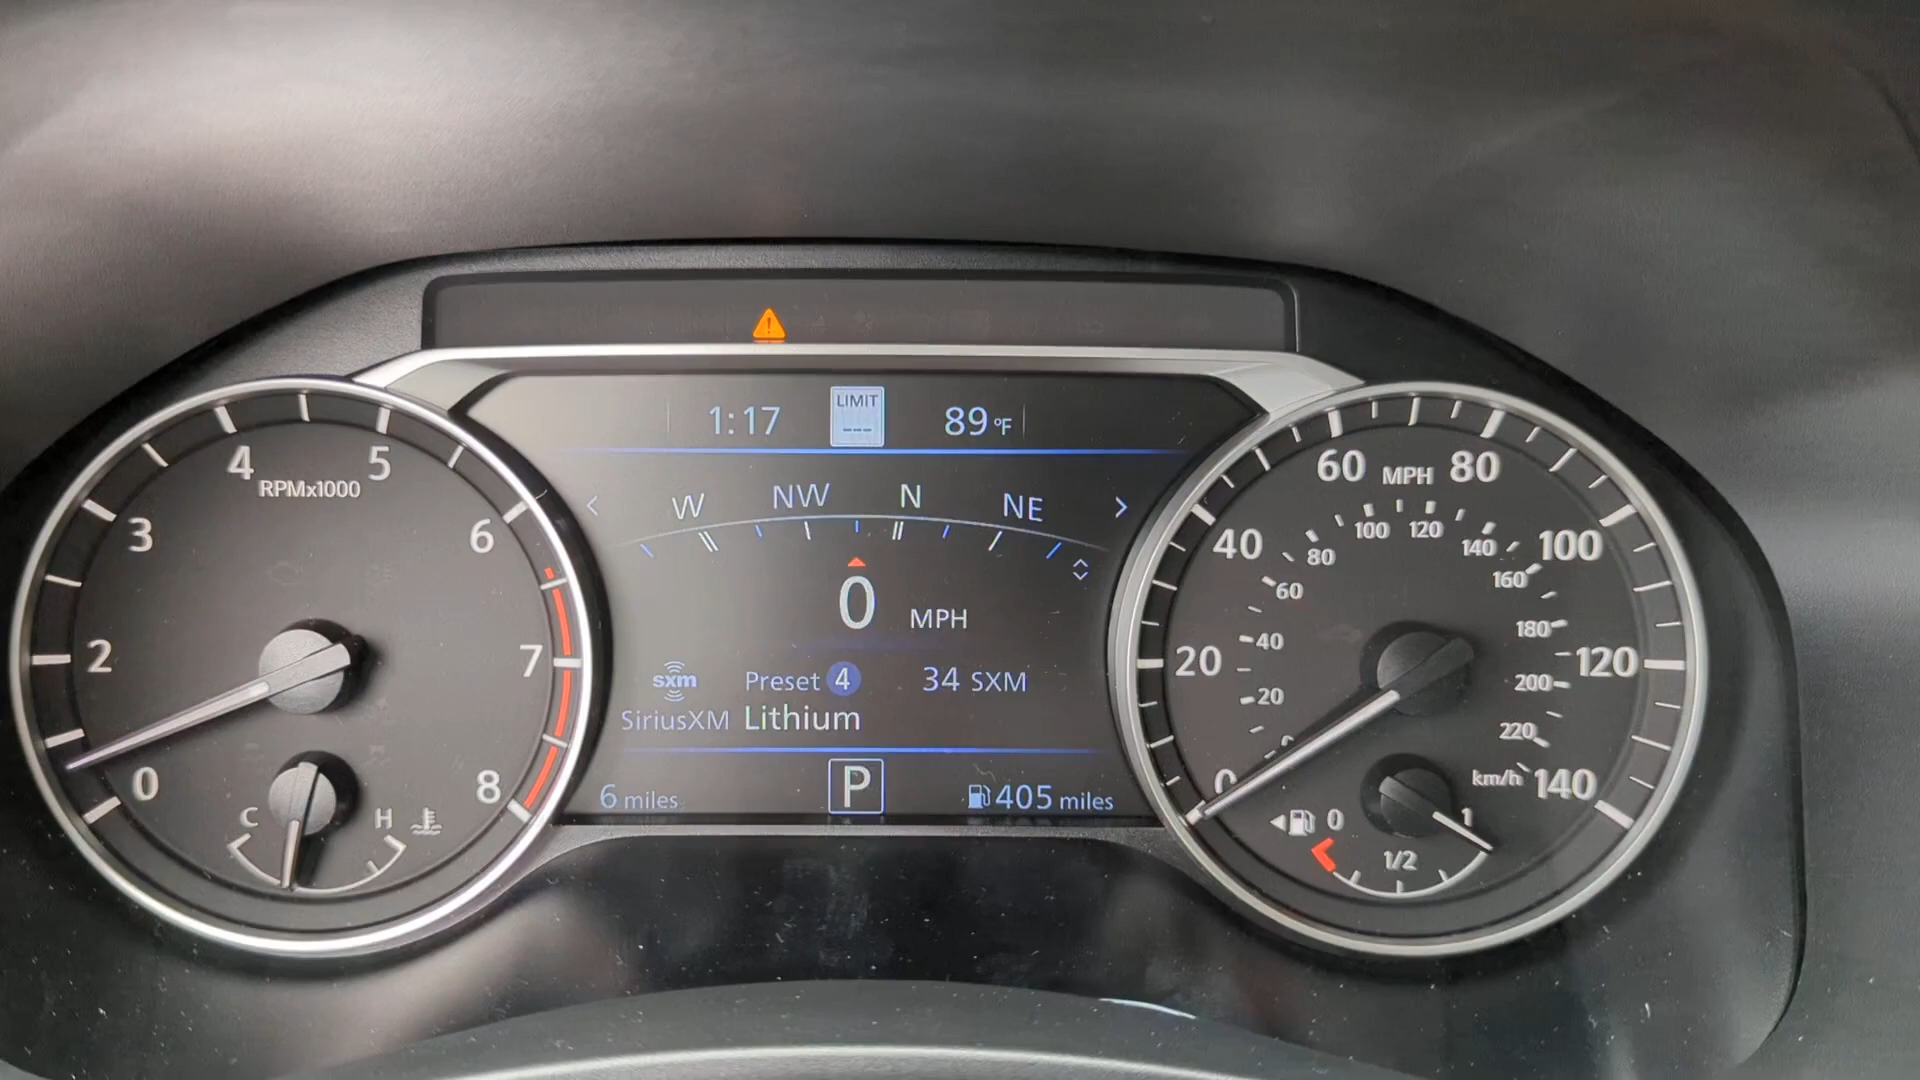 1:17
LIMIT
---
89°F
W NW N NE
0 MPH
sxm
Preset 4 34 SXM
SiriusXM Lithium
6 miles
P
405 miles
0 2 3 4 5 6 7 8
RPMx1000
C H
0 20 40 60 80 100 120 140
MPH
0 20 40 60 80 100 120 140 160 180 200 220
km/h
0 1/2 1